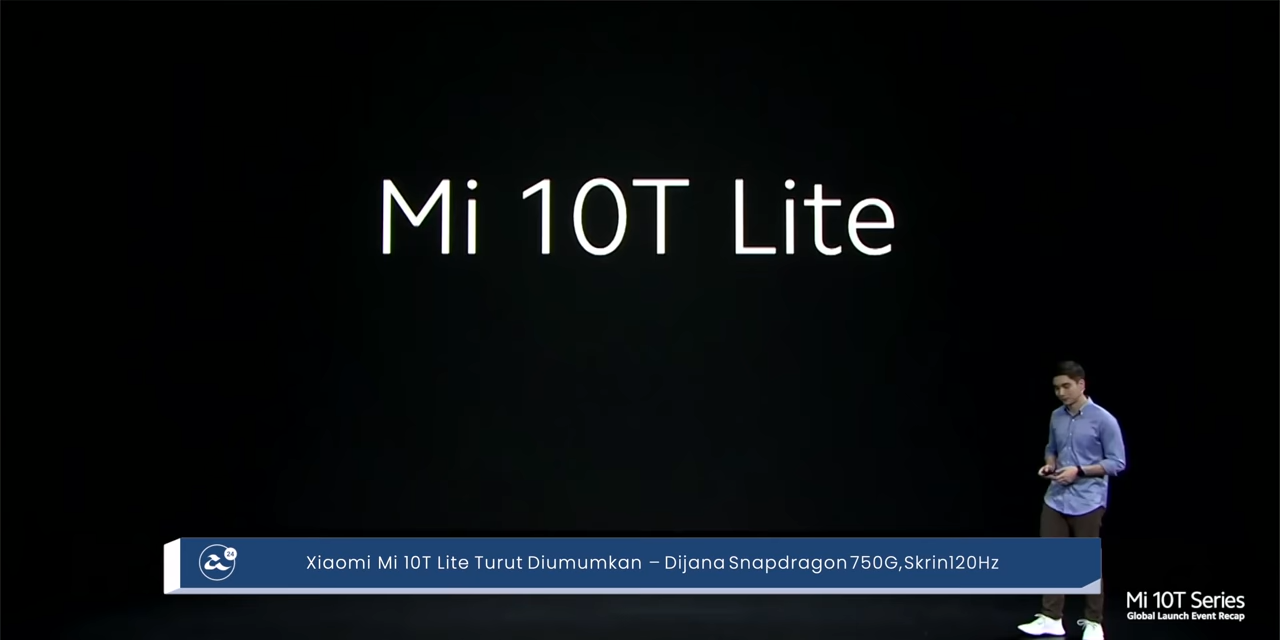 Mi 10T Lite
24
Xiaomi Mi 10T Lite Turut Diumumkan – Dijana Snapdragon 750G, Skrin 120Hz
Mi 10T Series
Global Launch Event Recap